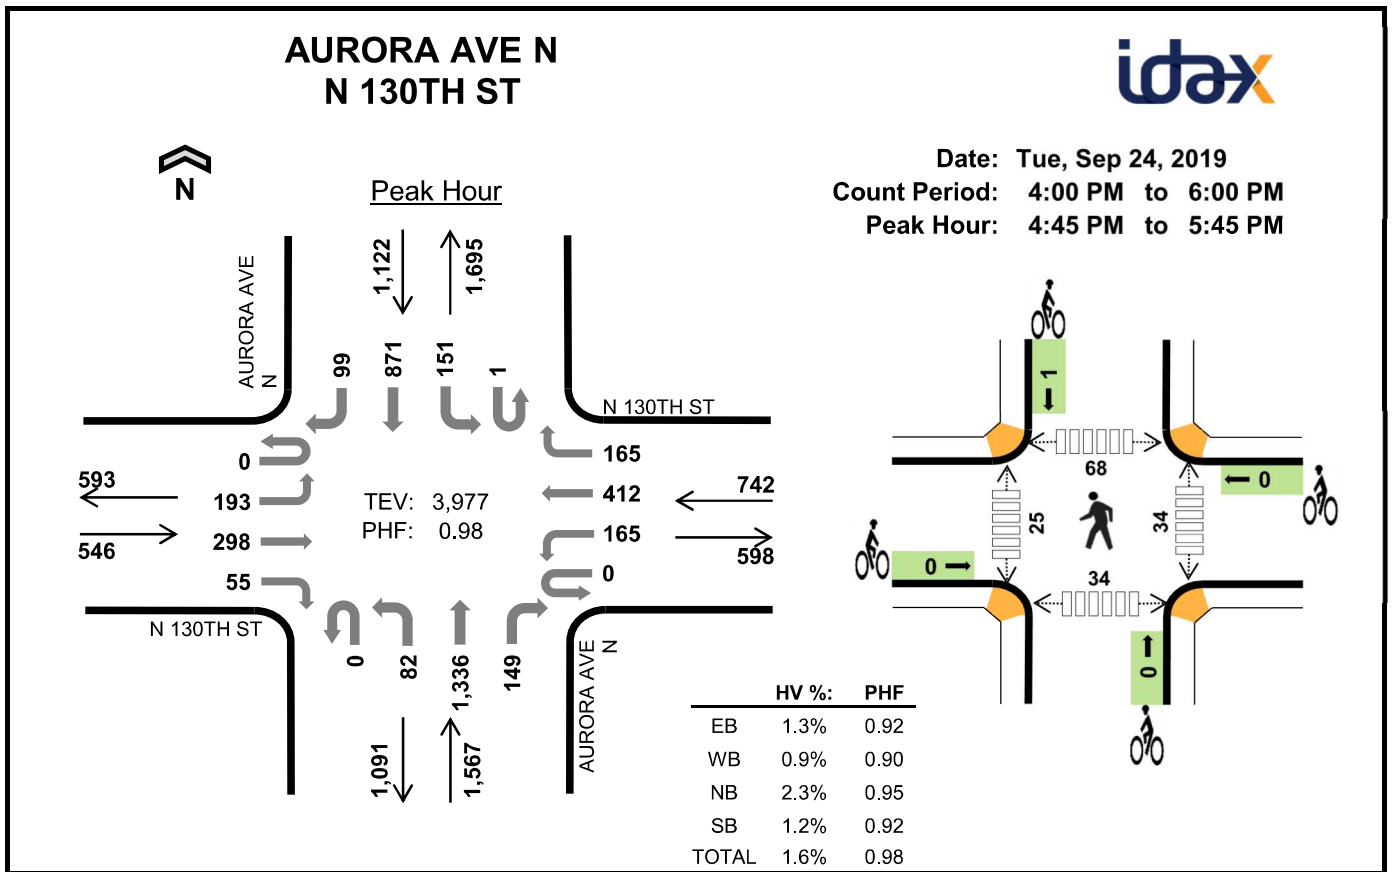 AURORA AVE N
N 130TH ST
idax
Date: Tue, Sep 24, 2019
Count Period: 4:00 PM to 6:00 PM
Peak Hour: 4:45 PM to 5:45 PM
N
Peak Hour
1,122
1,695
AURORA AVE
N
99
871
151
1
N 130TH ST
0
193
298
55
593
546
TEV: 3,977
PHF: 0.98
165
412
165
0
742
598
N 130TH ST
0
82
1,336
149
AURORA AVE
N
1,091
1,567
1
68
0
25
34
0
34
0
HV %: PHF
EB 1.3% 0.92
WB 0.9% 0.90
NB 2.3% 0.95
SB 1.2% 0.92
TOTAL 1.6% 0.98